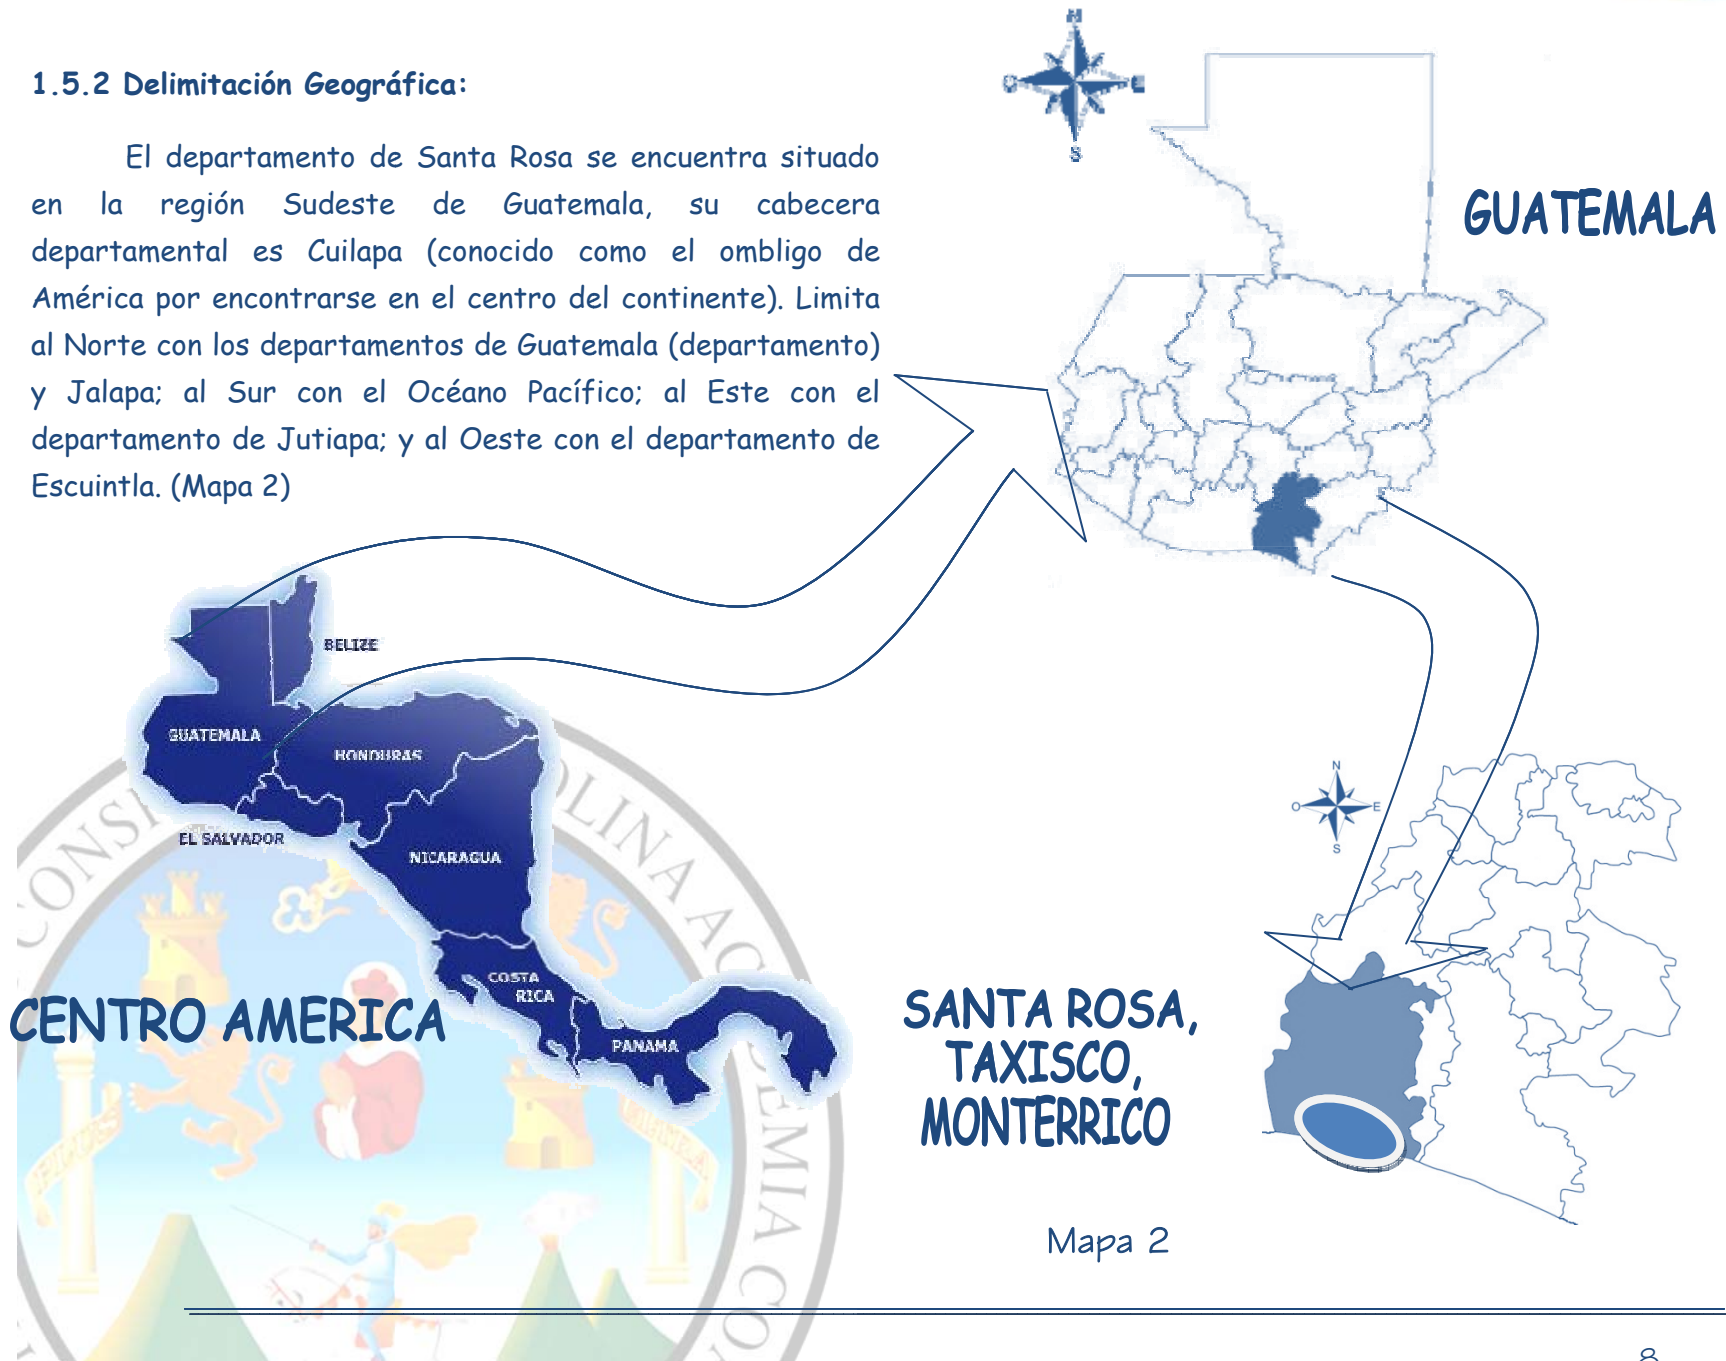 1.5.2 Delimitación Geográfica:
El departamento de Santa Rosa se encuentra situado
en la región Sudeste de Guatemala, su cabecera
departamental es Cuilapa (conocido como el ombligo de
América por encontrarse en el centro del continente). Limita
al Norte con los departamentos de Guatemala (departamento)
y Jalapa; al Sur con el Océano Pacífico; al Este con el
departamento de Jutiapa; y al Oeste con el departamento de
Escuintla. (Mapa 2)
N
O
E
S
GUATEMALA
BELIZE
GUATEMALA
HONDURAS
EL SALVADOR
NICARAGUA
COSTA
RICA
PANAMA
CENTRO AMERICA
N
O
E
S
SANTA ROSA,
TAXISCO,
MONTERRICO
Mapa 2
8